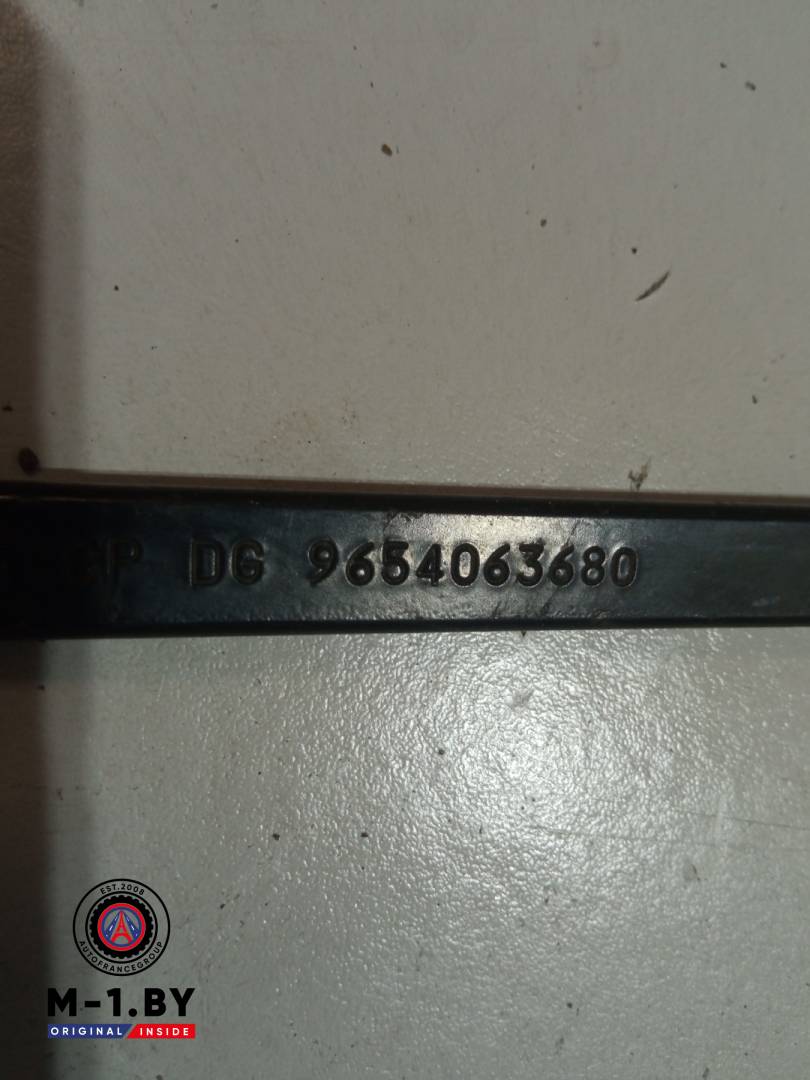 DG 9654063680
EST.2008
AUTOFRANCEGROUP
M-1.BY
ORIGINAL INSIDE